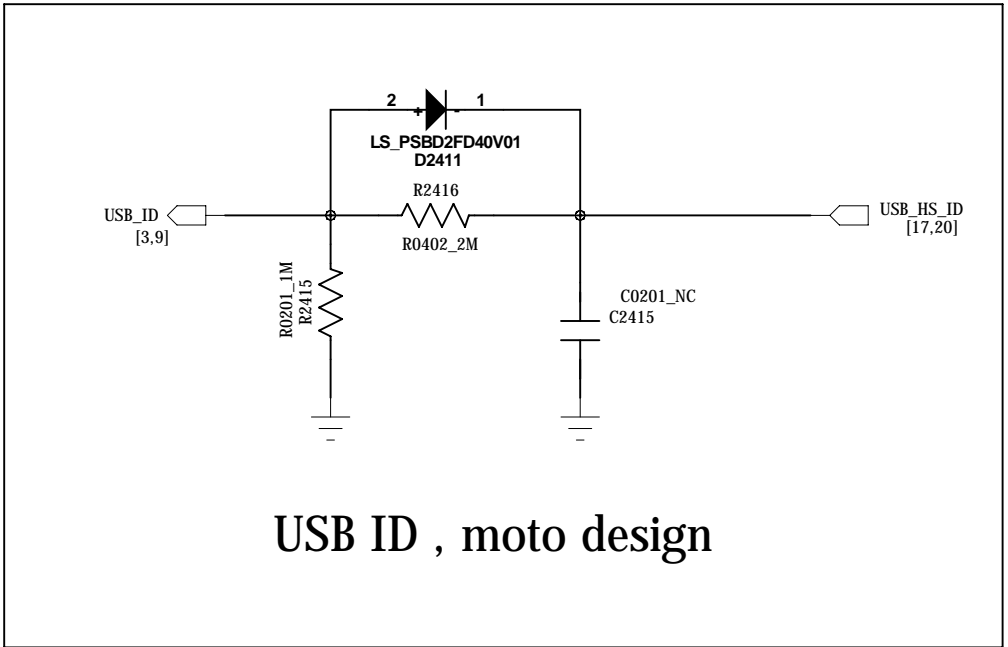 2 + - 1
LS_PSBD2FD40V01
D2411
R2416
USB_ID
[3,9]
R0402_2M
USB_HS_ID
[17,20]
R0201_1M
R2415
C0201_NC
C2415
USB ID , moto design